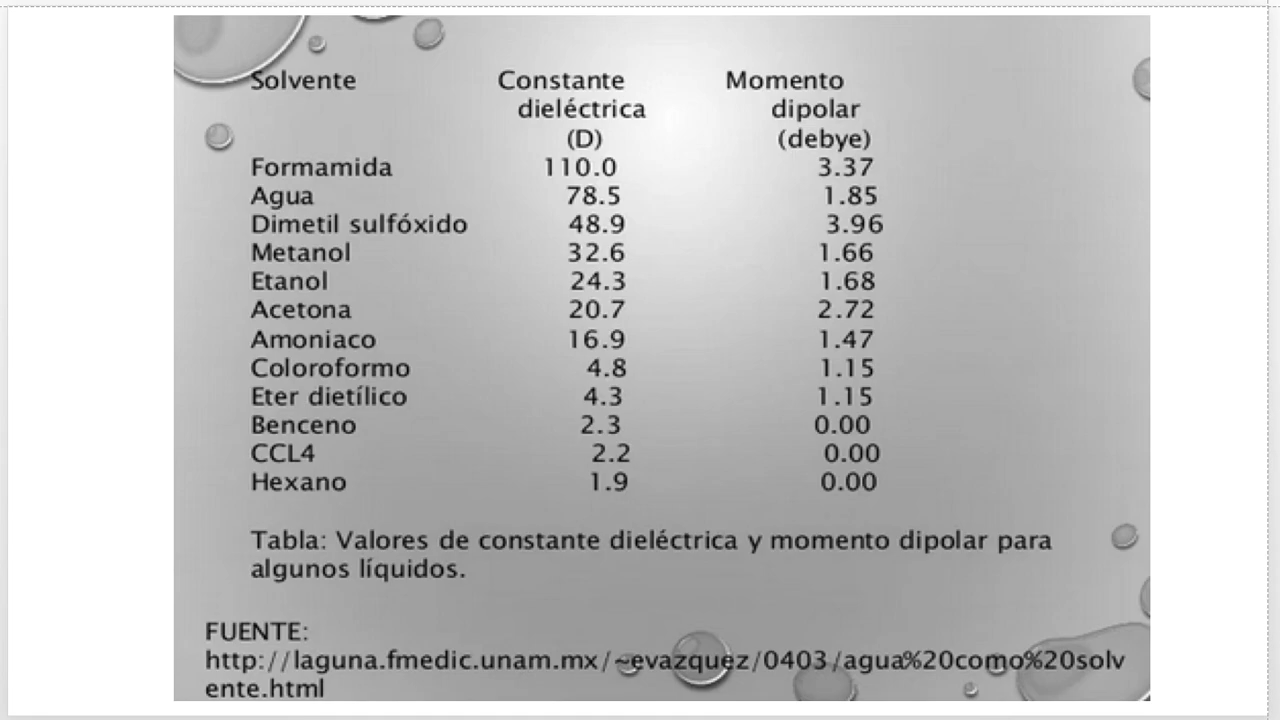 Solvente Constante Momento
dieléctrica dipolar
(D) (debye)
Formamida 110.0 3.37
Agua 78.5 1.85
Dimetil sulfóxido 48.9 3.96
Metanol 32.6 1.66
Etanol 24.3 1.68
Acetona 20.7 2.72
Amoniaco 16.9 1.47
Coloroformo 4.8 1.15
Eter dietílico 4.3 1.15
Benceno 2.3 0.00
CCL4 2.2 0.00
Hexano 1.9 0.00
Tabla: Valores de constante dieléctrica y momento dipolar para
algunos líquidos.
FUENTE:
http://laguna.fmedic.unam.mx/~evazquez/0403/agua%20como%20solv
ente.html